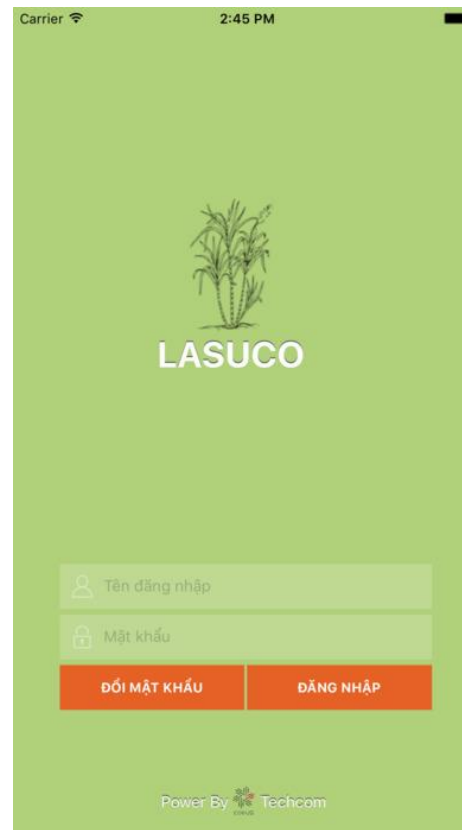 Carrier 2:45 PM
LASUCO
Tên đăng nhập
Mật khẩu
ĐỔI MẬT KHẨU ĐĂNG NHẬP
Power By Techcom